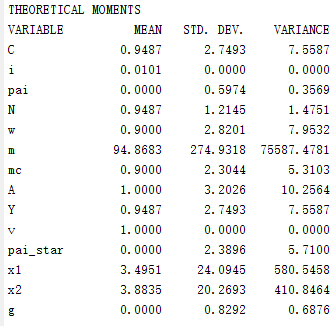 THEORETICAL MOMENTS
VARIABLE MEAN STD. DEV. VARIANCE
C 0.9487 2.7493 7.5587
i 0.0101 0.0000 0.0000
pai 0.0000 0.5974 0.3569
N 0.9487 1.2145 1.4751
w 0.9000 2.8201 7.9532
m 94.8683 274.9318 75587.4781
mc 0.9000 2.3044 5.3103
A 1.0000 3.2026 10.2564
Y 0.9487 2.7493 7.5587
v 1.0000 0.0000 0.0000
pai_star 0.0000 2.3896 5.7100
x1 3.4951 24.0945 580.5458
x2 3.8835 20.2693 410.8464
g 0.0000 0.8292 0.6876